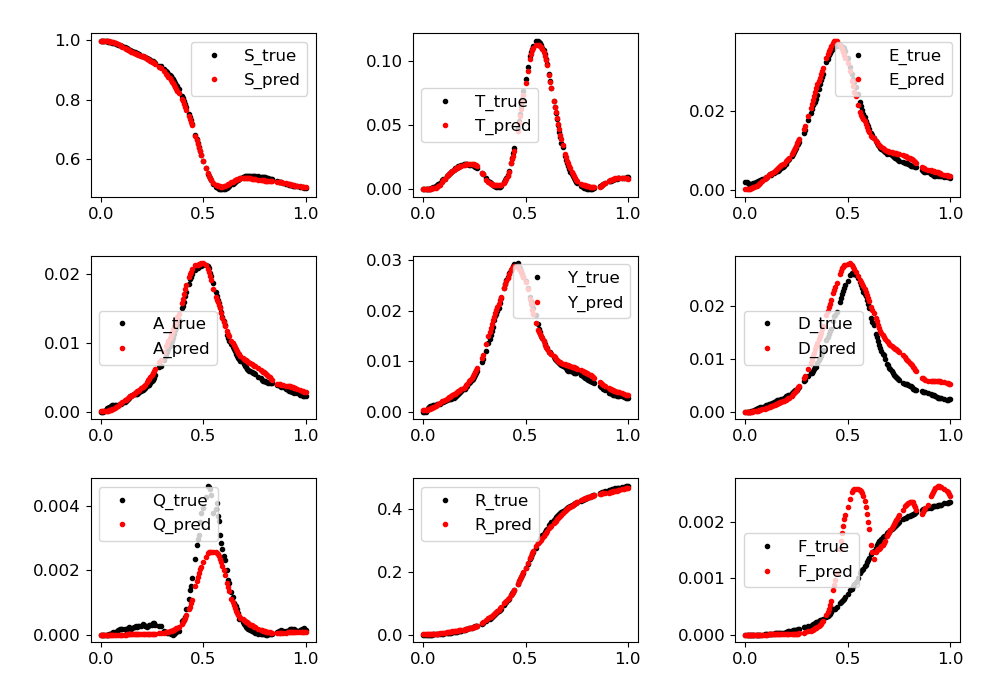 1.0
0.8
0.6
S_true
S_pred
0.0 0.5 1.0
0.10
0.05
0.00
T_true
T_pred
0.0 0.5 1.0
0.02
0.00
E_true
E_pred
0.0 0.5 1.0
0.02
0.01
0.00
A_true
A_pred
0.0 0.5 1.0
0.03
0.02
0.01
0.00
Y_true
Y_pred
0.0 0.5 1.0
0.02
0.01
0.00
D_true
D_pred
0.0 0.5 1.0
0.004
0.002
0.000
Q_true
Q_pred
0.0 0.5 1.0
0.4
0.2
0.0
R_true
R_pred
0.0 0.5 1.0
0.002
0.001
0.000
F_true
F_pred
0.0 0.5 1.0